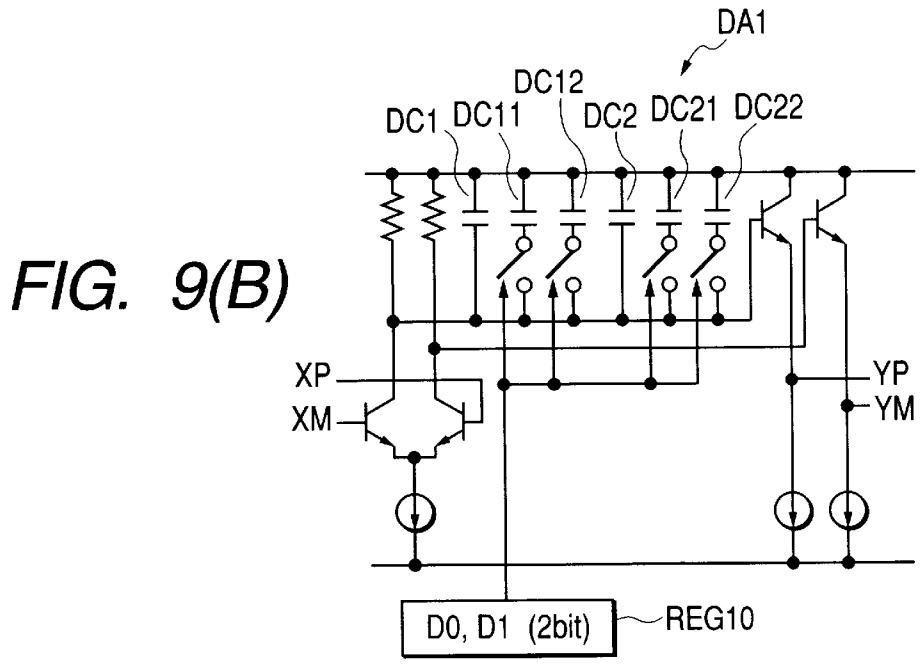 DA1
DC12
DC1 DC11 DC2 DC21 DC22
FIG. 9(B)
XP
XM
YP
YM
D0, D1 (2bit)
REG10